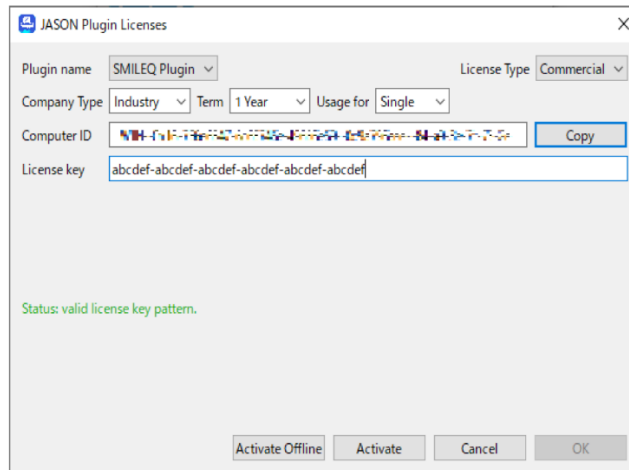 JASON Plugin Licenses
Plugin name SMILEQ Plugin License Type Commercial
Company Type Industry Term 1 Year Usage for Single
Computer ID Copy
License key abcdef-abcdef-abcdef-abcdef-abcdef-abcdef
Status: valid license key pattern.
Activate Offline Activate Cancel OK